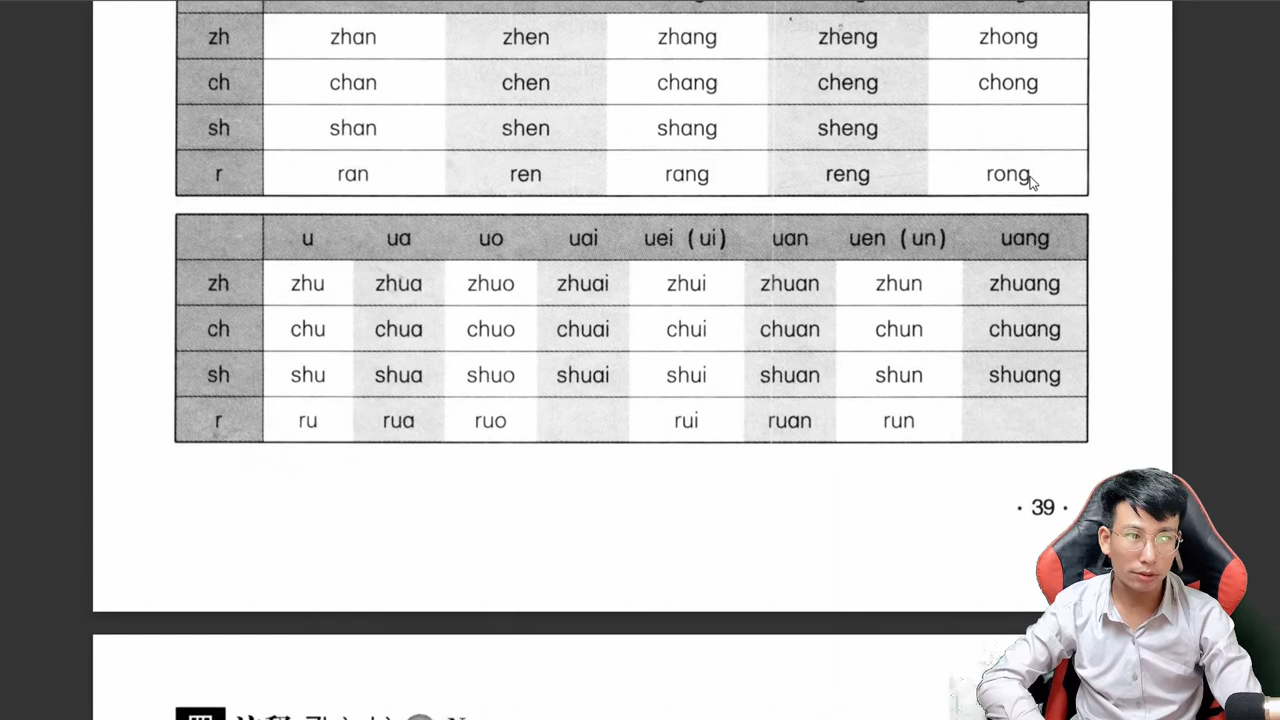 zh zhan zhen zhang zheng zhong
ch chan chen chang cheng chong
sh shan shen shang sheng
r ran ren rang reng rong
u ua uo uai uei (ui) uan uen (un) uang
zh zhu zhua zhuo zhuai zhui zhuan zhun zhuang
ch chu chua chuo chuai chui chuan chun chuang
sh shu shua shuo shuai shui shuan shun shuang
r ru rua ruo rui ruan run
· 39 ·